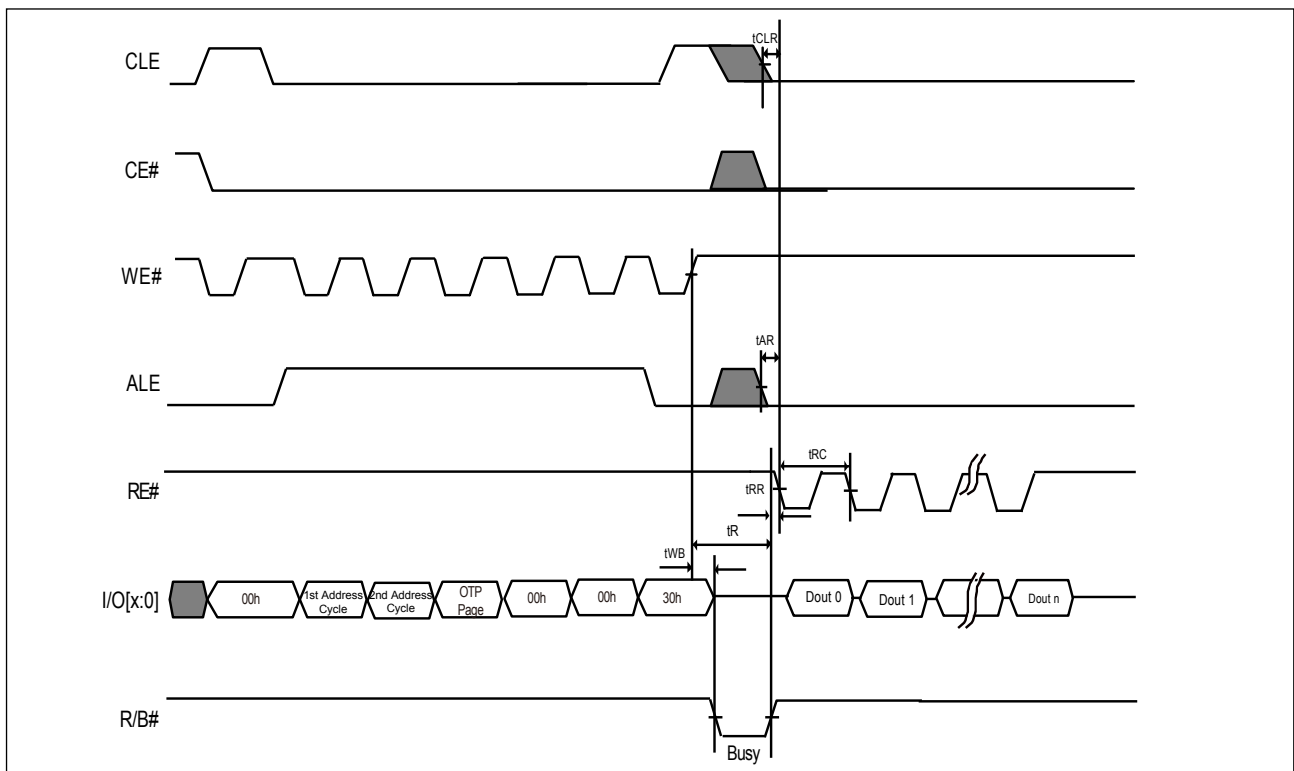 tCLR
CLE
CE#
WE#
tAR
ALE
tRC
RE#
tRR
tR
tWB
I/O[x:0]
00h
1st Address
Cycle
2nd Address
Cycle
OTP
Page
00h
00h
30h
Dout 0
Dout 1
Dout n
R/B#
Busy